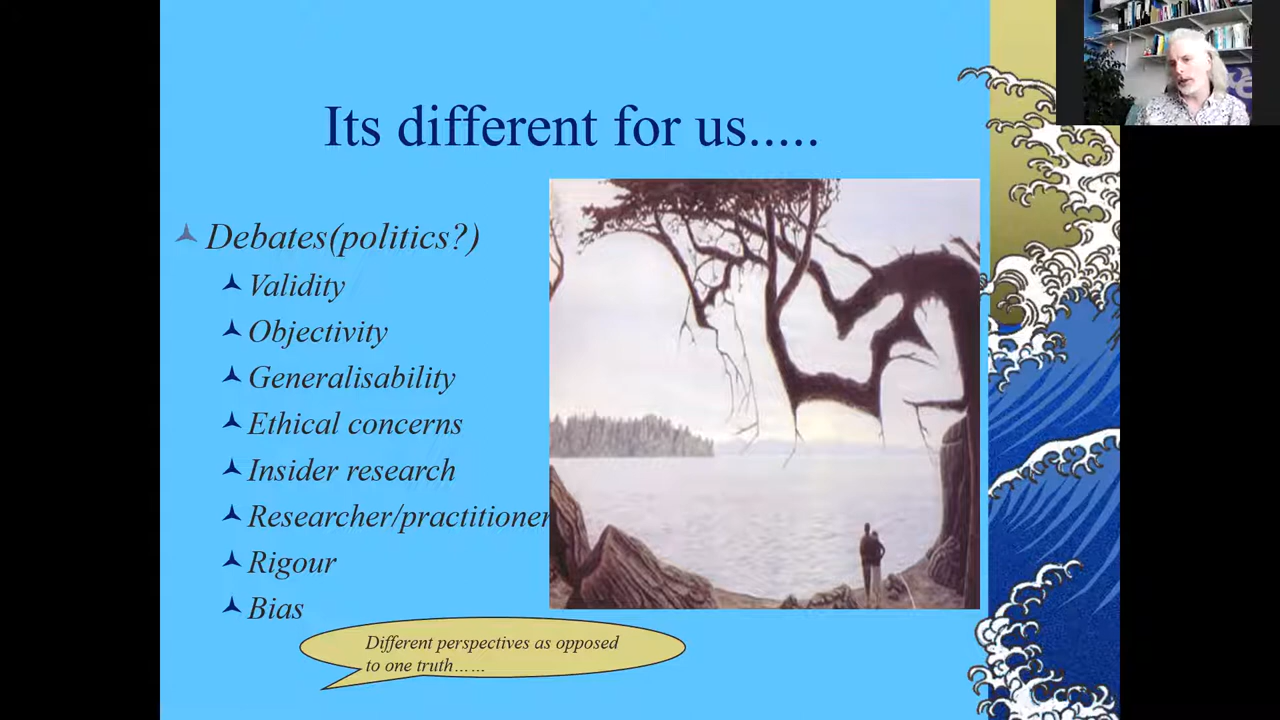 Its different for us.....
Debates(politics?)
Validity
Objectivity
Generalisability
Ethical concerns
Insider research
Researcher/practitioner
Rigour
Bias
Different perspectives as opposed
to one truth……